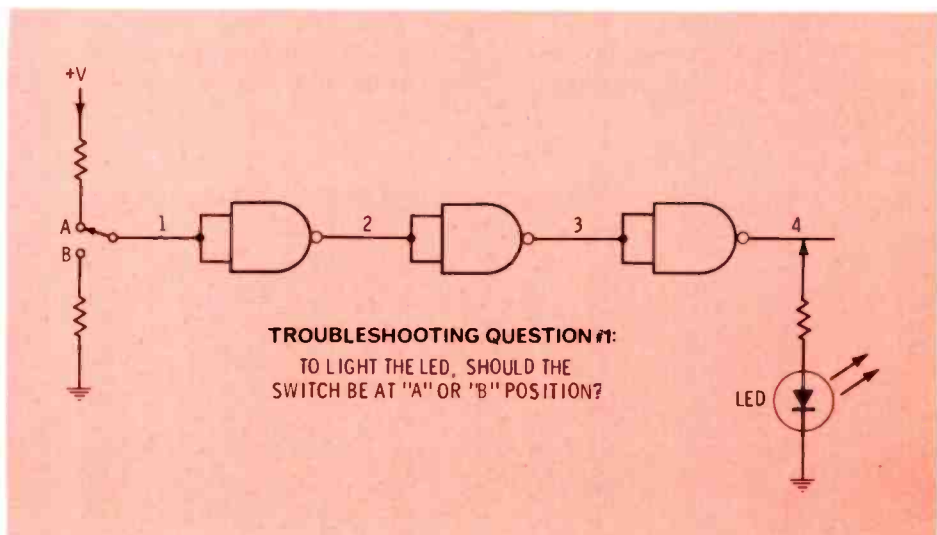 +V
A
B
1
2
3
4
TROUBLESHOOTING QUESTION #1:
TO LIGHT THE LED, SHOULD THE
SWITCH BE AT "A" OR "B" POSITION?
LED